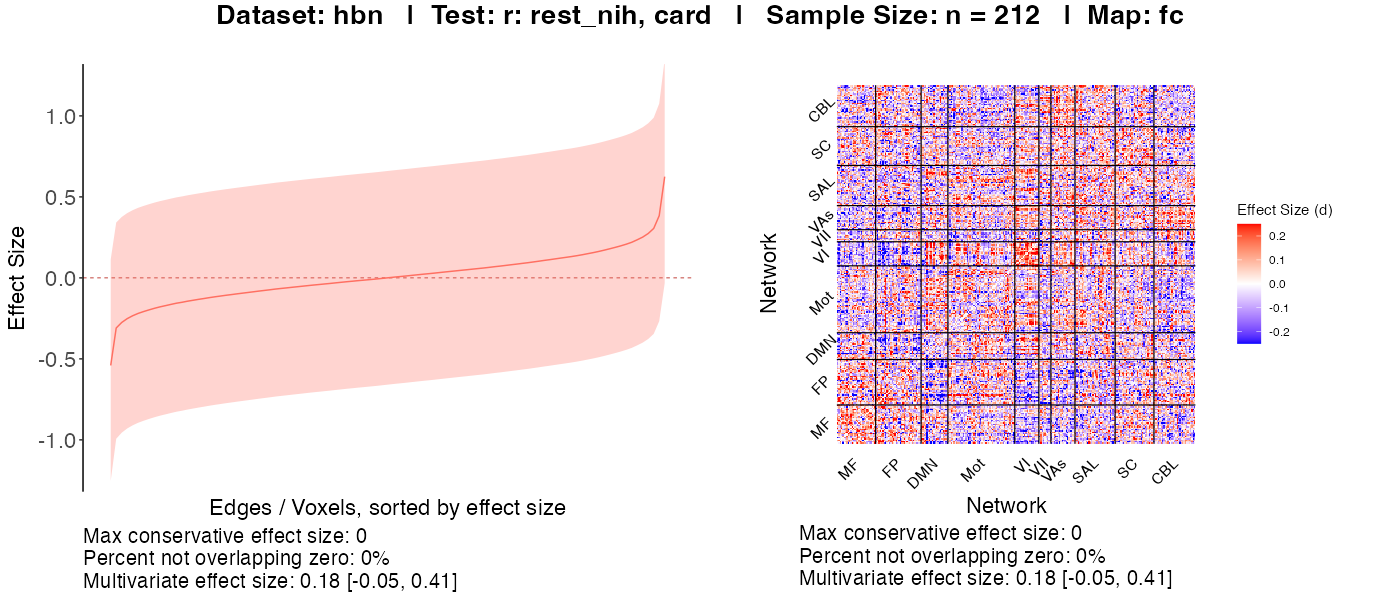 Dataset: hbn | Test: r: rest_nih, card | Sample Size: n = 212 | Map: fc
Effect Size
1.0
0.5
0.0
-0.5
-1.0
Edges / Voxels, sorted by effect size
Max conservative effect size: 0
Percent not overlapping zero: 0%
Multivariate effect size: 0.18 [-0.05, 0.41]
Network
CBL
SC
SAL
VAs
VII
VI
Mot
DMN
FP
MF
MF FP DMN Mot VI VII VAs SAL SC CBL
Network
Max conservative effect size: 0
Percent not overlapping zero: 0%
Multivariate effect size: 0.18 [-0.05, 0.41]
Effect Size (d)
0.2
0.1
0.0
-0.1
-0.2